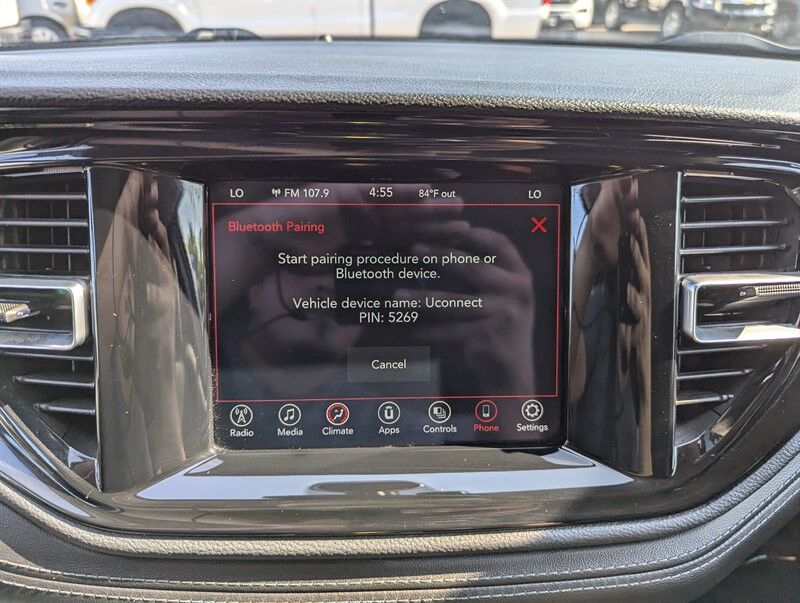 LO FM 107.9 4:55 84°F out LO
Bluetooth Pairing
Start pairing procedure on phone or
Bluetooth device.
Vehicle device name: Uconnect
PIN: 5269
Cancel
Radio Media Climate Apps Controls Phone Settings